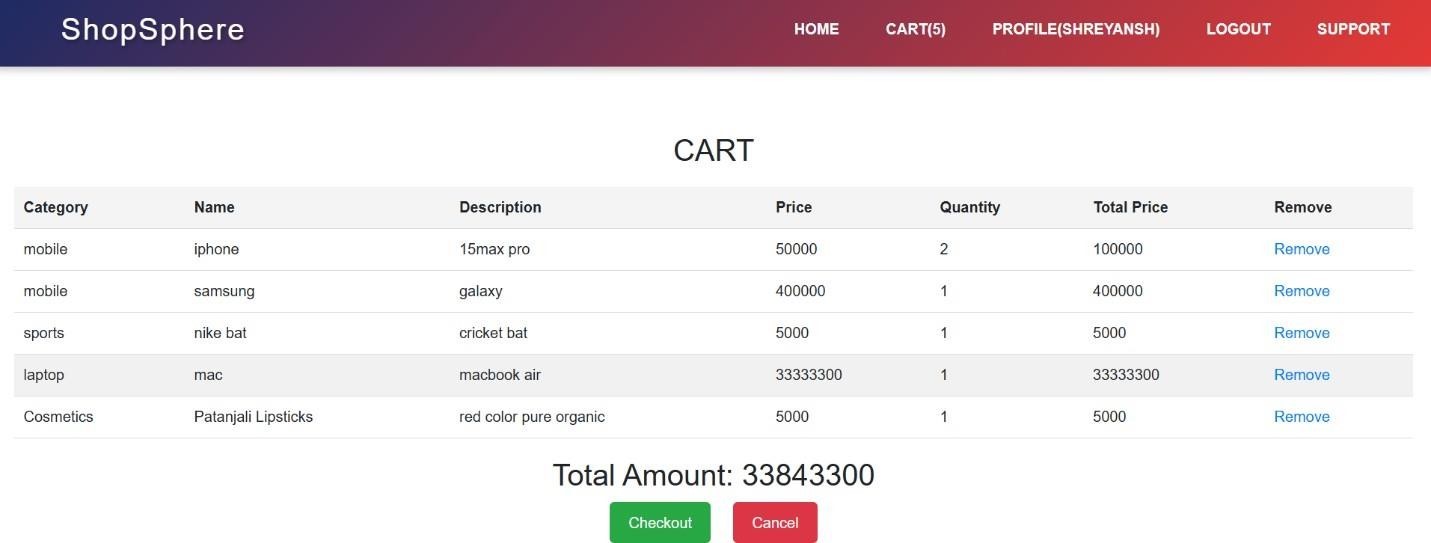 ShopSphere HOME CART(5) PROFILE(SHREYANSH) LOGOUT SUPPORT
CART
Category Name Description Price Quantity Total Price Remove
mobile iphone 15max pro 50000 2 100000 Remove
mobile samsung galaxy 400000 1 400000 Remove
sports nike bat cricket bat 5000 1 5000 Remove
laptop mac macbook air 33333300 1 33333300 Remove
Cosmetics Patanjali Lipsticks red color pure organic 5000 1 5000 Remove
Total Amount: 33843300
Checkout Cancel